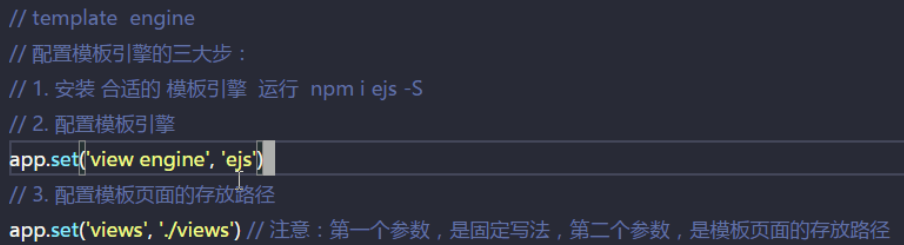 // template  engine
// 配置模板引擎的三大步：
// 1. 安装 合适的 模板引擎  运行  npm i ejs -S
// 2. 配置模板引擎
app.set('view engine', 'ejs')
// 3. 配置模板页面的存放路径
app.set('views', './views') // 注意：第一个参数，是固定写法，第二个参数，是模板页面的存放路径